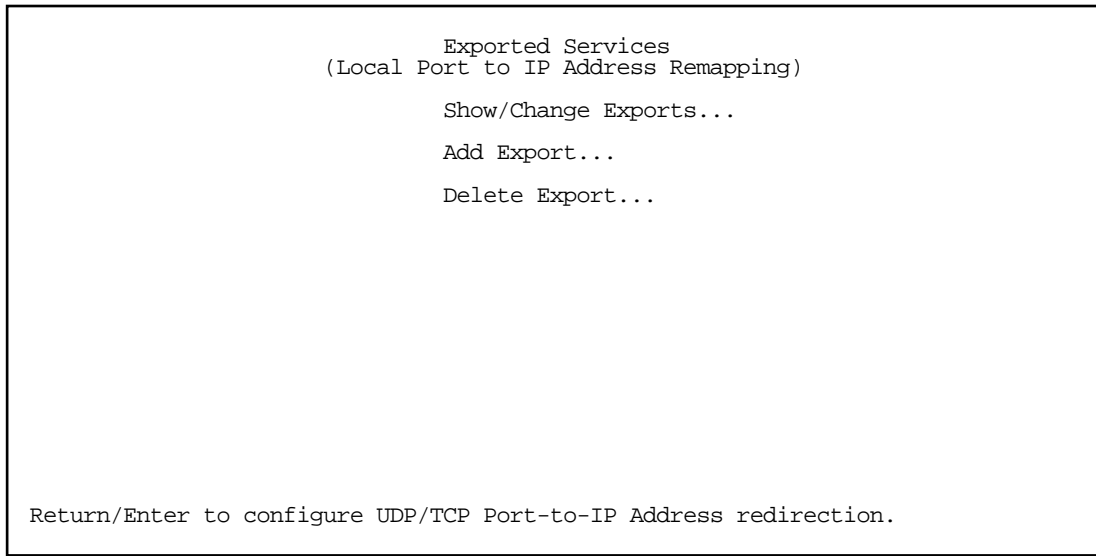 Exported Services
(Local Port to IP Address Remapping)
Show/Change Exports...
Add Export...
Delete Export...
Return/Enter to configure UDP/TCP Port-to-IP Address redirection.